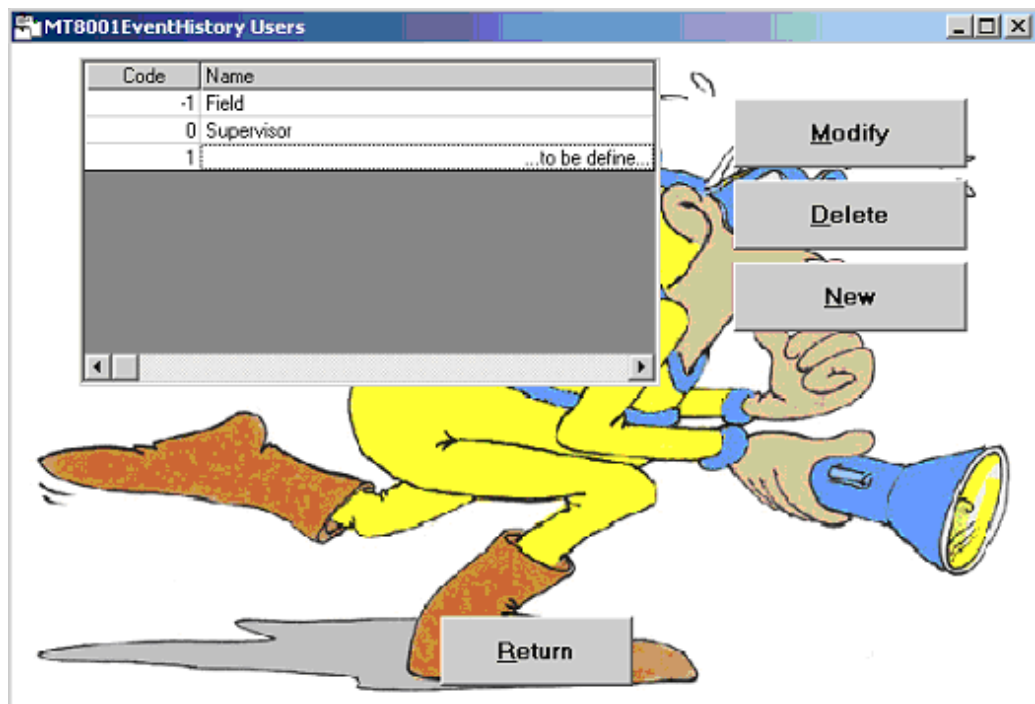 MT8001EventHistory Users
Code Name
-1 Field
0 Supervisor
1 ...to be define...
Modify
Delete
New
Return